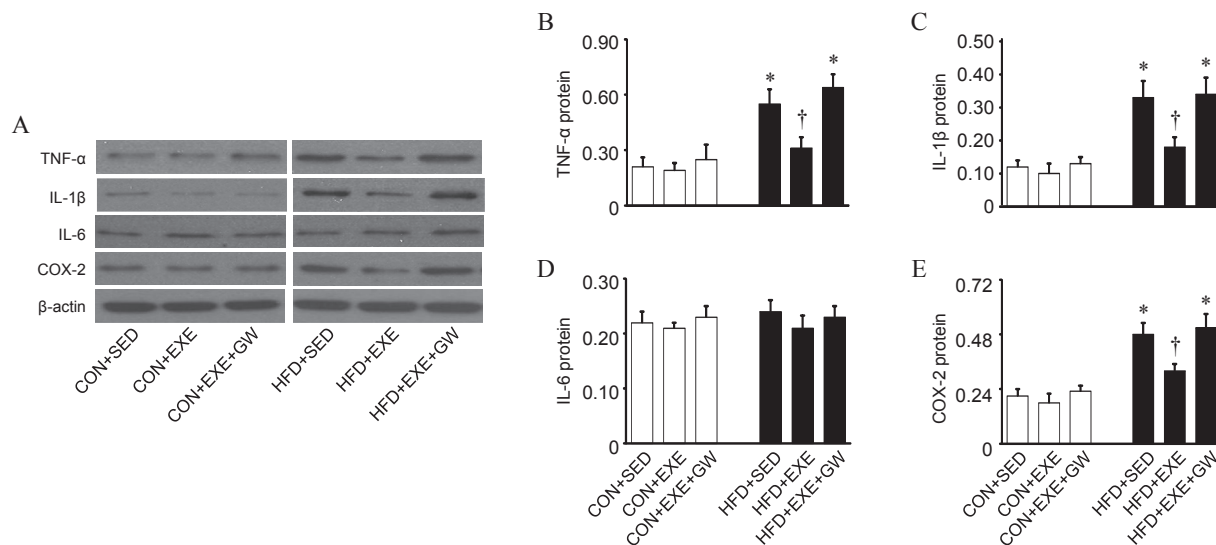 A
TNF-α
IL-1β
IL-6
COX-2
β-actin
CON+SED
CON+EXE
CON+EXE+GW
HFD+SED
HFD+EXE
HFD+EXE+GW
B
TNF-α protein
0.90
0.60
0.30
0
*
†
*
C
IL-1β protein
0.50
0.40
0.30
0.20
0.10
0
*
†
*
D
IL-6 protein
0.30
0.20
0.10
0
CON+SED
CON+EXE
CON+EXE+GW
HFD+SED
HFD+EXE
HFD+EXE+GW
E
COX-2 protein
0.72
0.48
0.24
0
*
†
*
CON+SED
CON+EXE
CON+EXE+GW
HFD+SED
HFD+EXE
HFD+EXE+GW